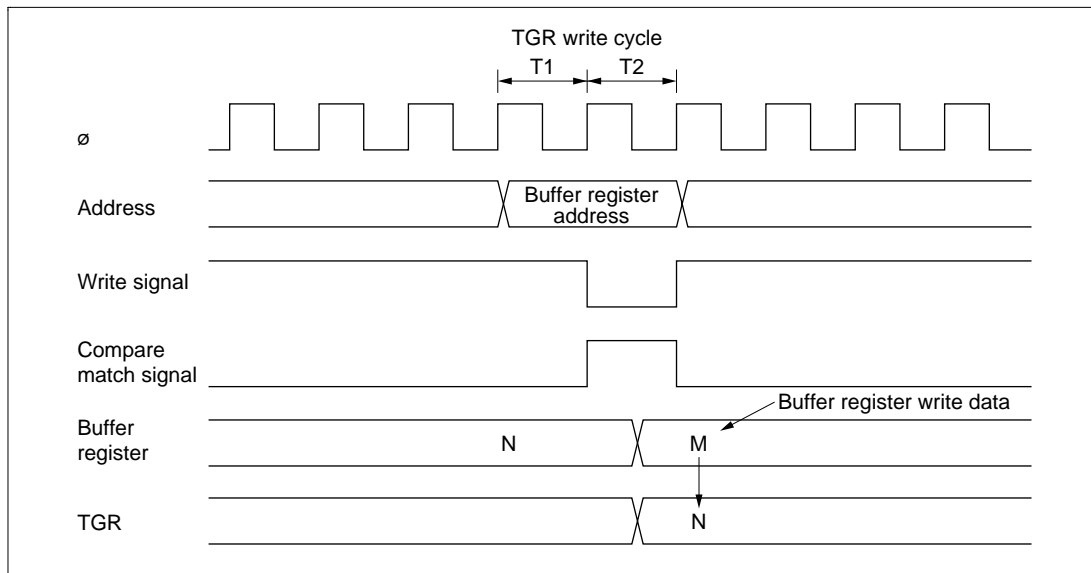 TGR write cycle
T1 T2
ø
Address
Buffer register
address
Write signal
Compare
match signal
Buffer register write data
Buffer
register
N M
TGR
N